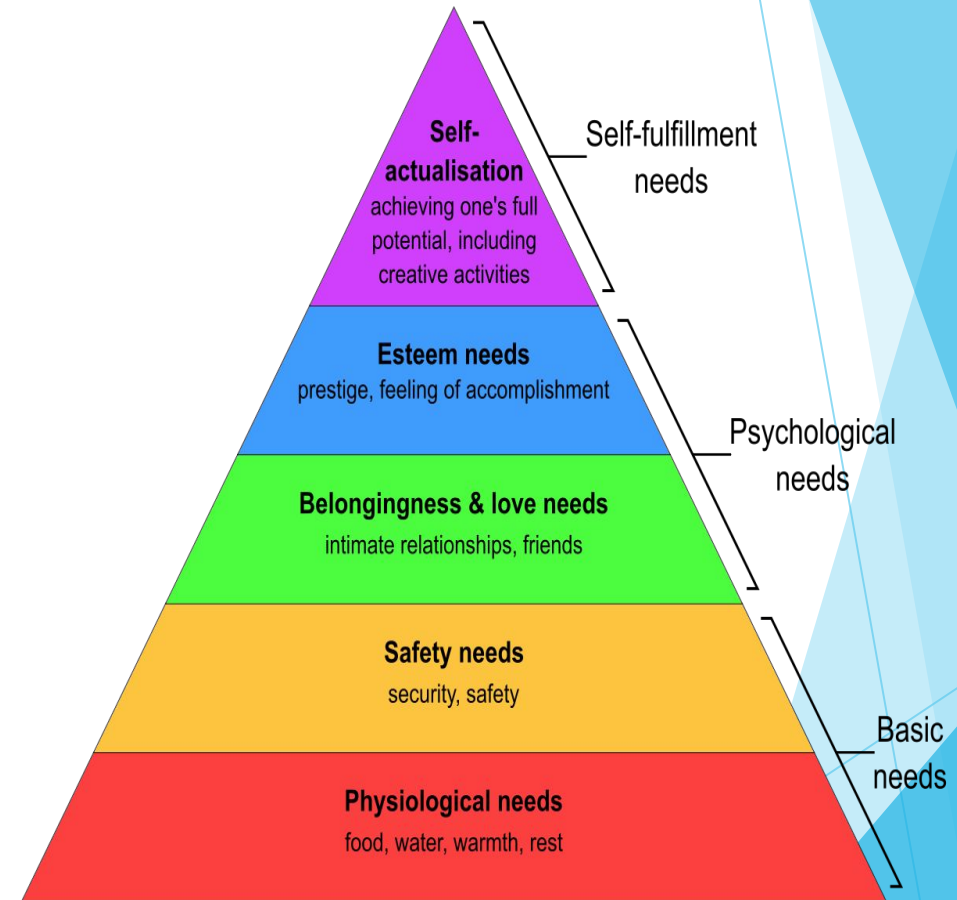 Self-
actualisation
achieving one's full
potential, including
creative activities
Self-fulfillment
needs
Esteem needs
prestige, feeling of accomplishment
Psychological
needs
Belongingness & love needs
intimate relationships, friends
Safety needs
security, safety
Basic
needs
Physiological needs
food, water, warmth, rest